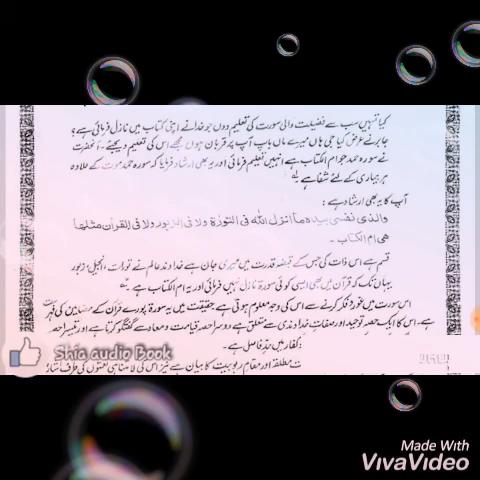 کیا تمہیں سب سے فضیلت والی سورت کی تعلیم دوں جو خدا نے اپنی کتاب میں نازل فرمائی ہے؟
جابر نے عرض کیا جی ہاں میرے ماں باپ آپ پر قربان ہوں مجھے اس کی تعلیم دیجئے۔ آنحضرت
نے سورہ حمد جو ام الکتاب ہے انہیں تعلیم فرمائی اور یہ بھی ارشاد فرمایا کہ سورہ حمد موت کے علاوہ
ہر بیماری کے لئے شفا ہے
آپ کا یہ بھی ارشاد ہے:
والذی نفسی بیدہ ما انزل اللہ فی التوراة ولا فی الزبور ولا فی القرآن مثلھا
ھی ام الکتاب۔
قسم ہے اس ذات کی جس کے قبضہ قدرت میں میری جان ہے خداوند عالم نے تورات، انجیل، زبور
یہاں تک کہ قرآن میں بھی ایسی کوئی سورۃ نازل نہیں فرمائی اور یہ ام الکتاب ہے
اس سورت میں غور و فکر کرنے سے اس کی وجہ معلوم ہوتی ہے، حقیقت میں یہ سورۃ پورے قرآن کے مضامین کی فہرست
ہے۔ اس کا ایک حصہ توحید اور صفات خداوندی سے متعلق ہے دوسرا حصہ قیامت و معاد سے گفتگو کرتا ہے اور تیسرا حصہ
کفار میں حد فاصل ہے۔
مطلقہ اور مقام ربوبیت کا بیان ہے نیز اس کی لامتناہی نعمتوں کی طرف اشارہ
Shia audio Book
Made With
VivaVideo